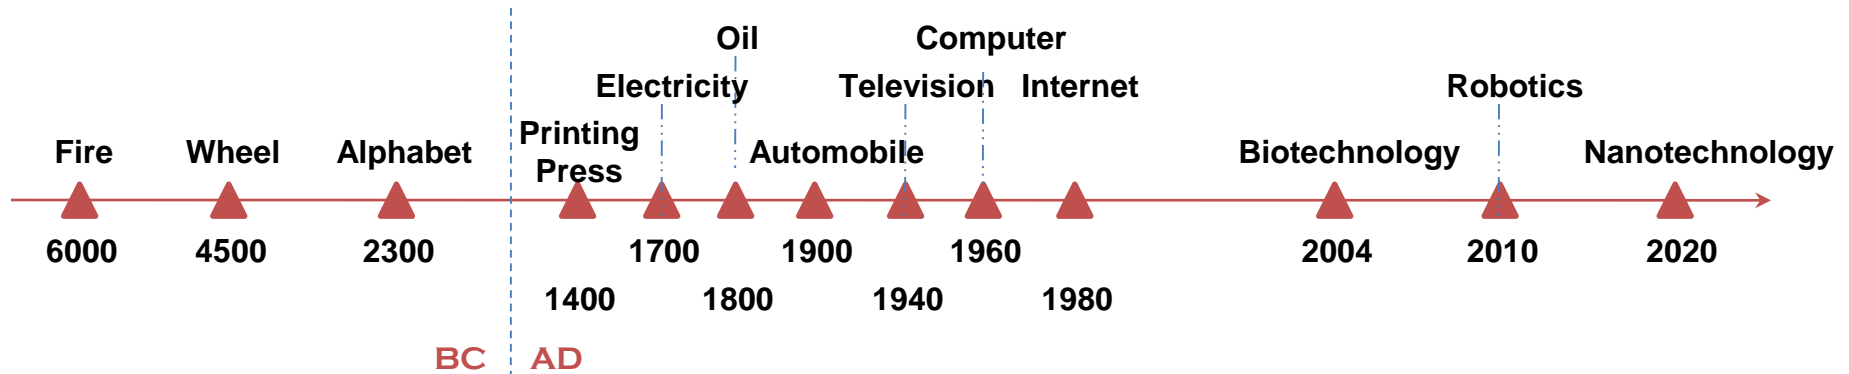 Oil Computer
Electricity Television Internet Robotics
Printing
Press
Fire Wheel Alphabet Automobile Biotechnology Nanotechnology
6000 4500 2300 1700 1900 1960 2004 2010 2020
1400 1800 1940 1980
BC AD